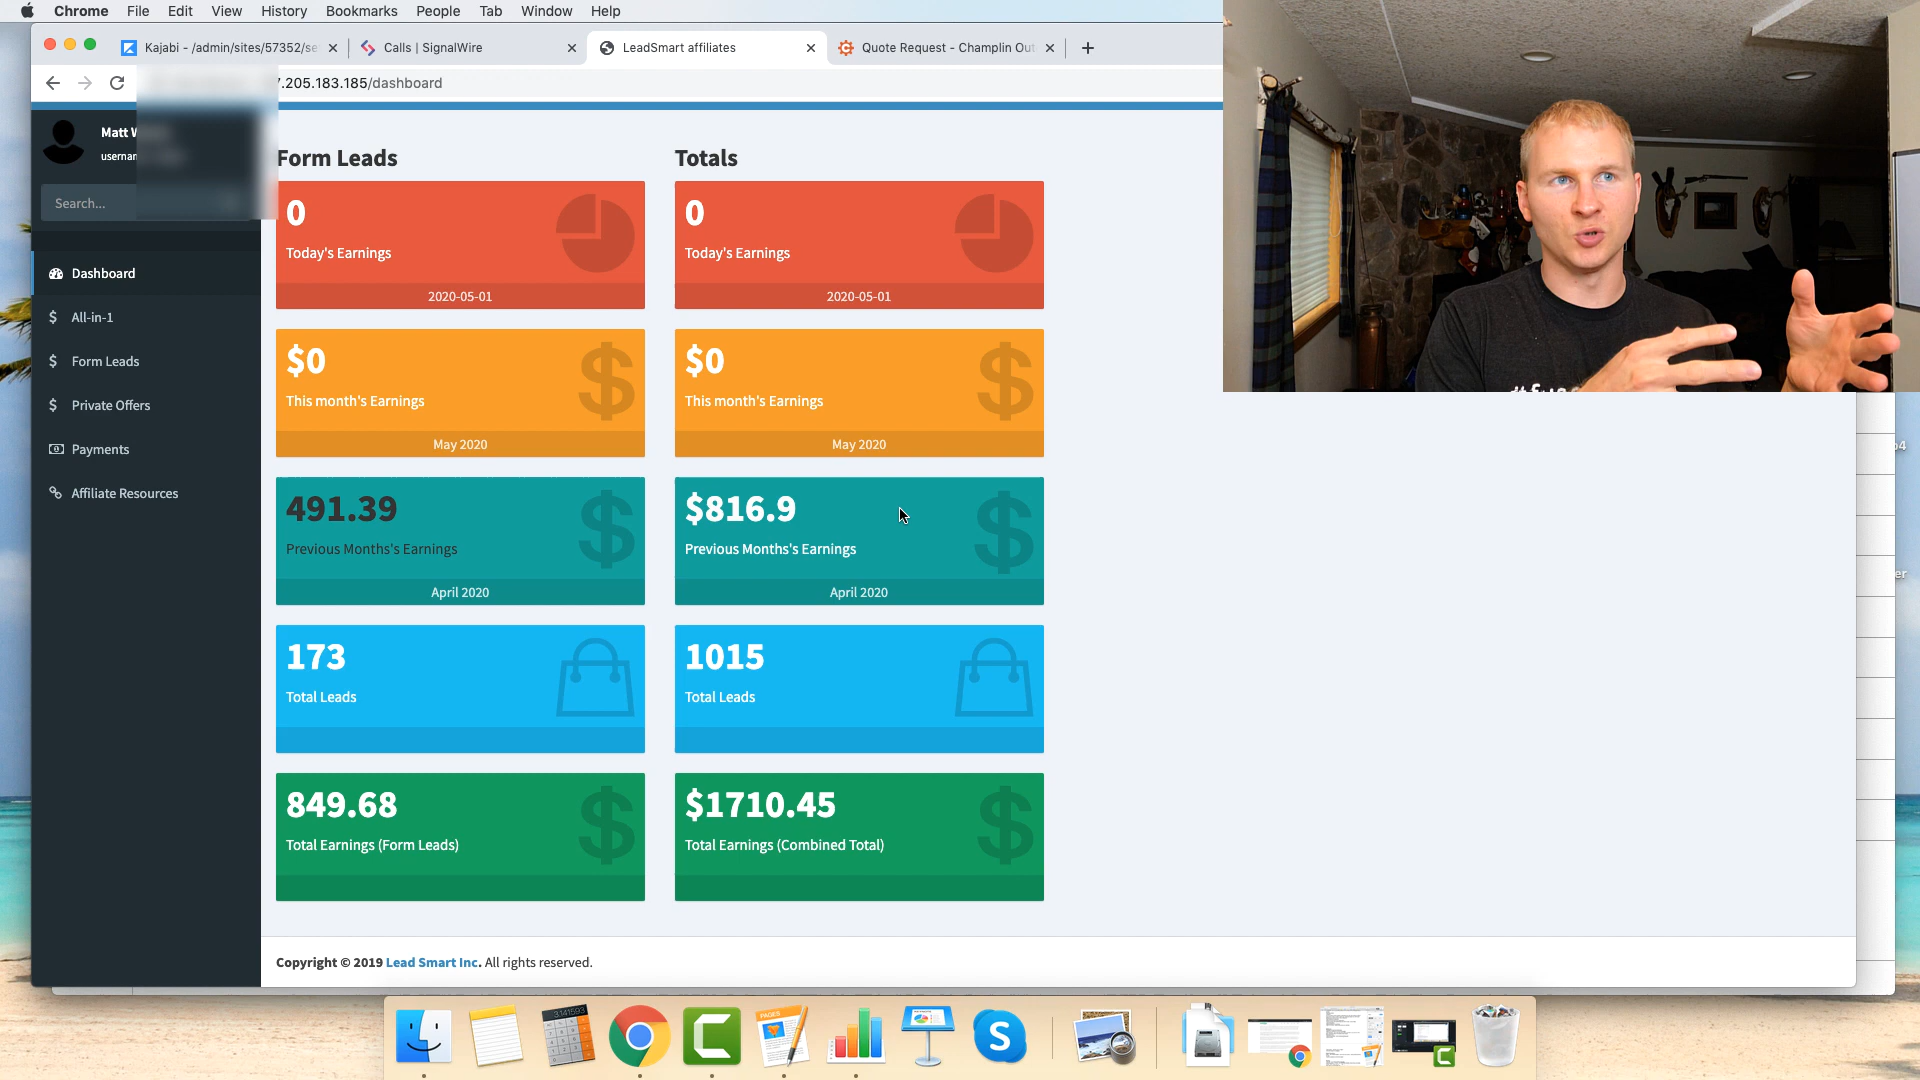 Chrome File Edit View History Bookmarks People Tab Window Help
Kajabi - /admin/sites/57352/se
Calls | SignalWire
LeadSmart affiliates
Quote Request - Champlin Out
.205.183.185/dashboard
Matt
Search...
Dashboard
$ All-in-1
$ Form Leads
$ Private Offers
Payments
Affiliate Resources
Form Leads
0
Today's Earnings
2020-05-01
$0
This month's Earnings
May 2020
491.39
Previous Months's Earnings
April 2020
173
Total Leads
849.68
Total Earnings (Form Leads)
Totals
0
Today's Earnings
2020-05-01
$0
This month's Earnings
May 2020
$816.9
Previous Months's Earnings
April 2020
1015
Total Leads
$1710.45
Total Earnings (Combined Total)
Copyright © 2019 Lead Smart Inc. All rights reserved.
3.141593
PAGES